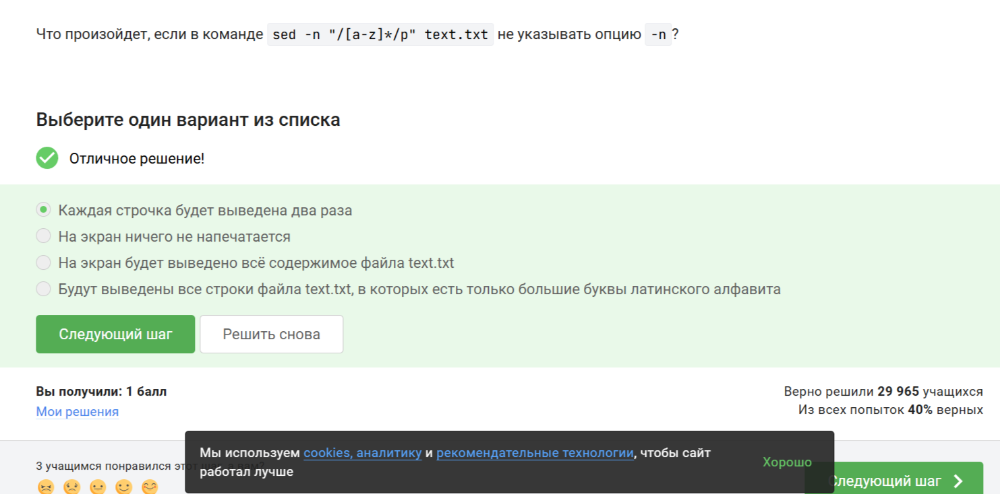 Что произойдет, если в команде sed -n "/[a-z]*/p" text.txt не указывать опцию -n ?
Выберите один вариант из списка
Отличное решение!
Каждая строчка будет выведена два раза
На экран ничего не напечатается
На экран будет выведено всё содержимое файла text.txt
Будут выведены все строки файла text.txt, в которых есть только большие буквы латинского алфавита
Следующий шаг
Решить снова
Вы получили: 1 балл
Мои решения
Верно решили 29 965 учащихся
Из всех попыток 40% верных
3 учащимся понравился этот шаг, а вам?
Мы используем cookies, аналитику и рекомендательные технологии, чтобы сайт
работал лучше
Хорошо
Следующий шаг